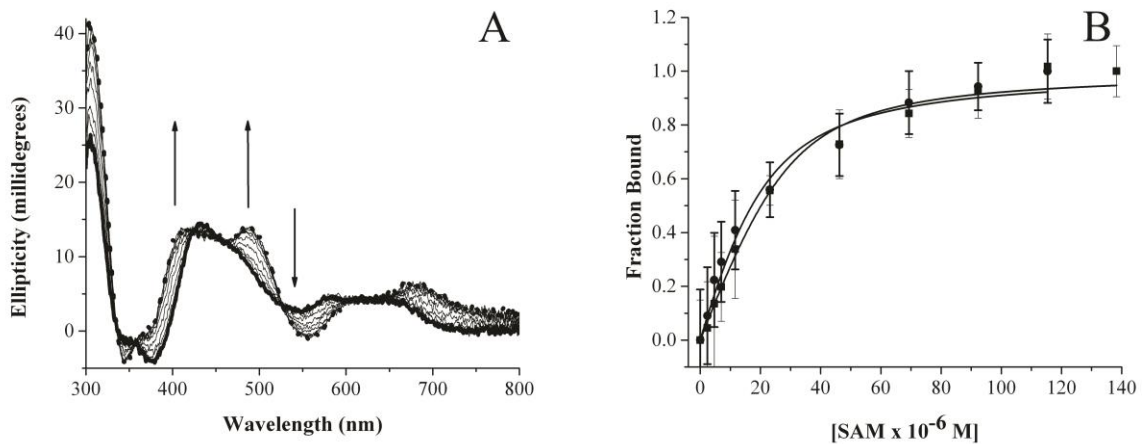 A
40
30
20
10
0
Ellipticity (millidegrees)
300 400 500 600 700 800
Wavelength (nm)
B
1.2
1.0
0.8
0.6
0.4
0.2
0.0
Fraction Bound
0 20 40 60 80 100 120 140
[SAM x 10⁻⁶ M]